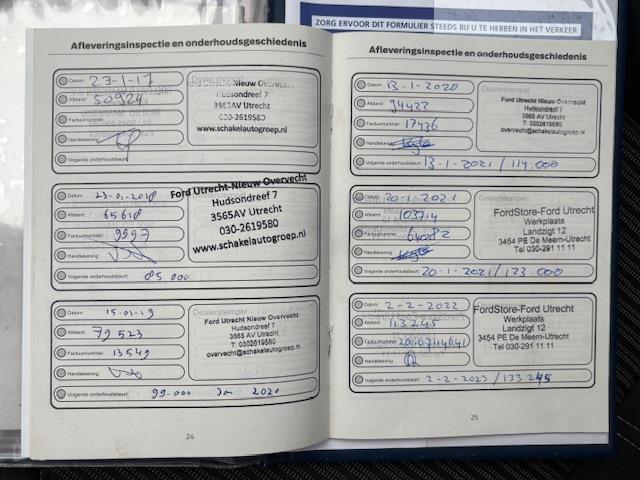 ZORG ERVOOR DIT FORMULIER STEEDS BIJ U TE HEBBEN IN HET VERKEER
Afleveringsinspectie en onderhoudsgeschiedenis
Datum: 23-1-17
Afstand: 50924
Factuurnummer:
Handtekening:
Volgende onderhoudsbeurt:
Dealerstempel
Ford Utrecht Nieuw Overvecht
Hudsondreef 7
3565AV Utrecht
030-2619580
www.schakelautogroep.nl
Datum: 23-01-2018
Afstand: 65618
Factuurnummer: 9997
Handtekening:
Volgende onderhoudsbeurt: 85 000
Ford Utrecht-Nieuw Overvecht
Hudsondreef 7
3565AV Utrecht
030-2619580
www.schakelautogroep.nl
Datum: 15-01-19
Afstand: 79 523
Factuurnummer: 13549
Handtekening:
Volgende onderhoudsbeurt: 99.000 Jan 2020
Dealerstempel
Ford Utrecht Nieuw Overvecht
Hudsondreef 7
3565 AV Utrecht
T: 0302619580
overvecht@schakelautogroep.nl
24
Afleveringsinspectie en onderhoudsgeschiedenis
Datum: 13-1-2020
Afstand: 94422
Factuurnummer: 17436
Handtekening:
Volgende onderhoudsbeurt: 13-1-2021 / 114.000
Dealerstempel
Ford Utrecht Nieuw Overvecht
Hudsondreef 7
3565 AV Utrecht
T: 0302619580
overvecht@schakelautogroep.nl
Datum: 20-1-2021
Afstand: 103714
Factuurnummer: 640282
Handtekening:
Volgende onderhoudsbeurt: 20-1-2021 / 123.000
FordStore-Ford Utrecht
Werkplaats
Landzigt 12
3454 PE De Meern-Utrecht
Tel 030-291 11 11
Datum: 2-2-2022
Afstand: 113245
Factuurnummer:
Handtekening:
Volgende onderhoudsbeurt: 2-2-2023 / 133 245
FordStore-Ford Utrecht
Werkplaats
Landzigt 12
3454 PE De Meern-Utrecht
Tel 030-291 11 11
25